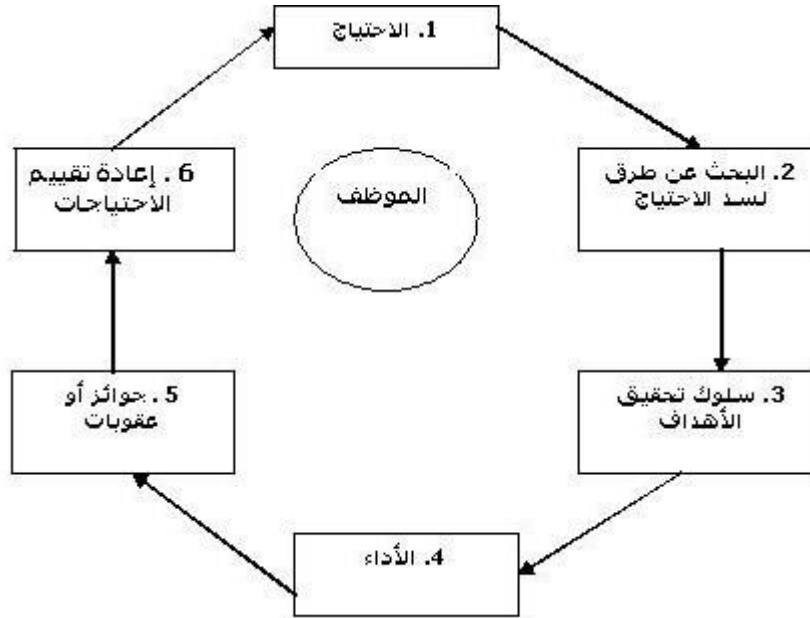 1. الاحتياج
2. البحث عن طرق
لسد الاحتياج
3. سلوك تحقيق
الأهداف
4. الأداء
5. جوائز أو
عقوبات
6. إعادة تقييم
الاحتياجات
الموظف